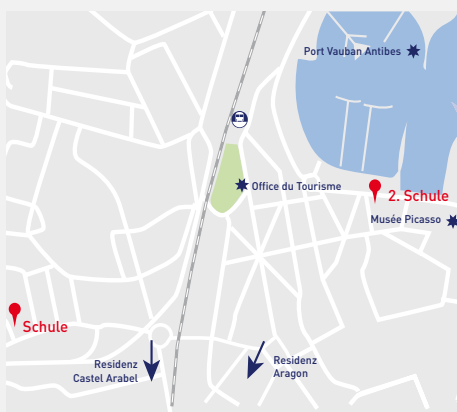 Port Vauban Antibes
Office du Tourisme
2. Schule
Musée Picasso
Schule
Residenz
Castel Arabel
Residenz
Aragon